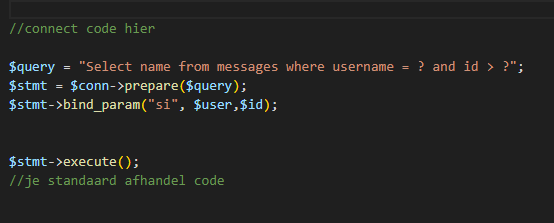 //connect code hier
$query = "Select name from messages where username = ? and id > ?";
$stmt = $conn->prepare($query);
$stmt->bind_param("si", $user,$id);
$stmt->execute();
//je standaard afhandel code